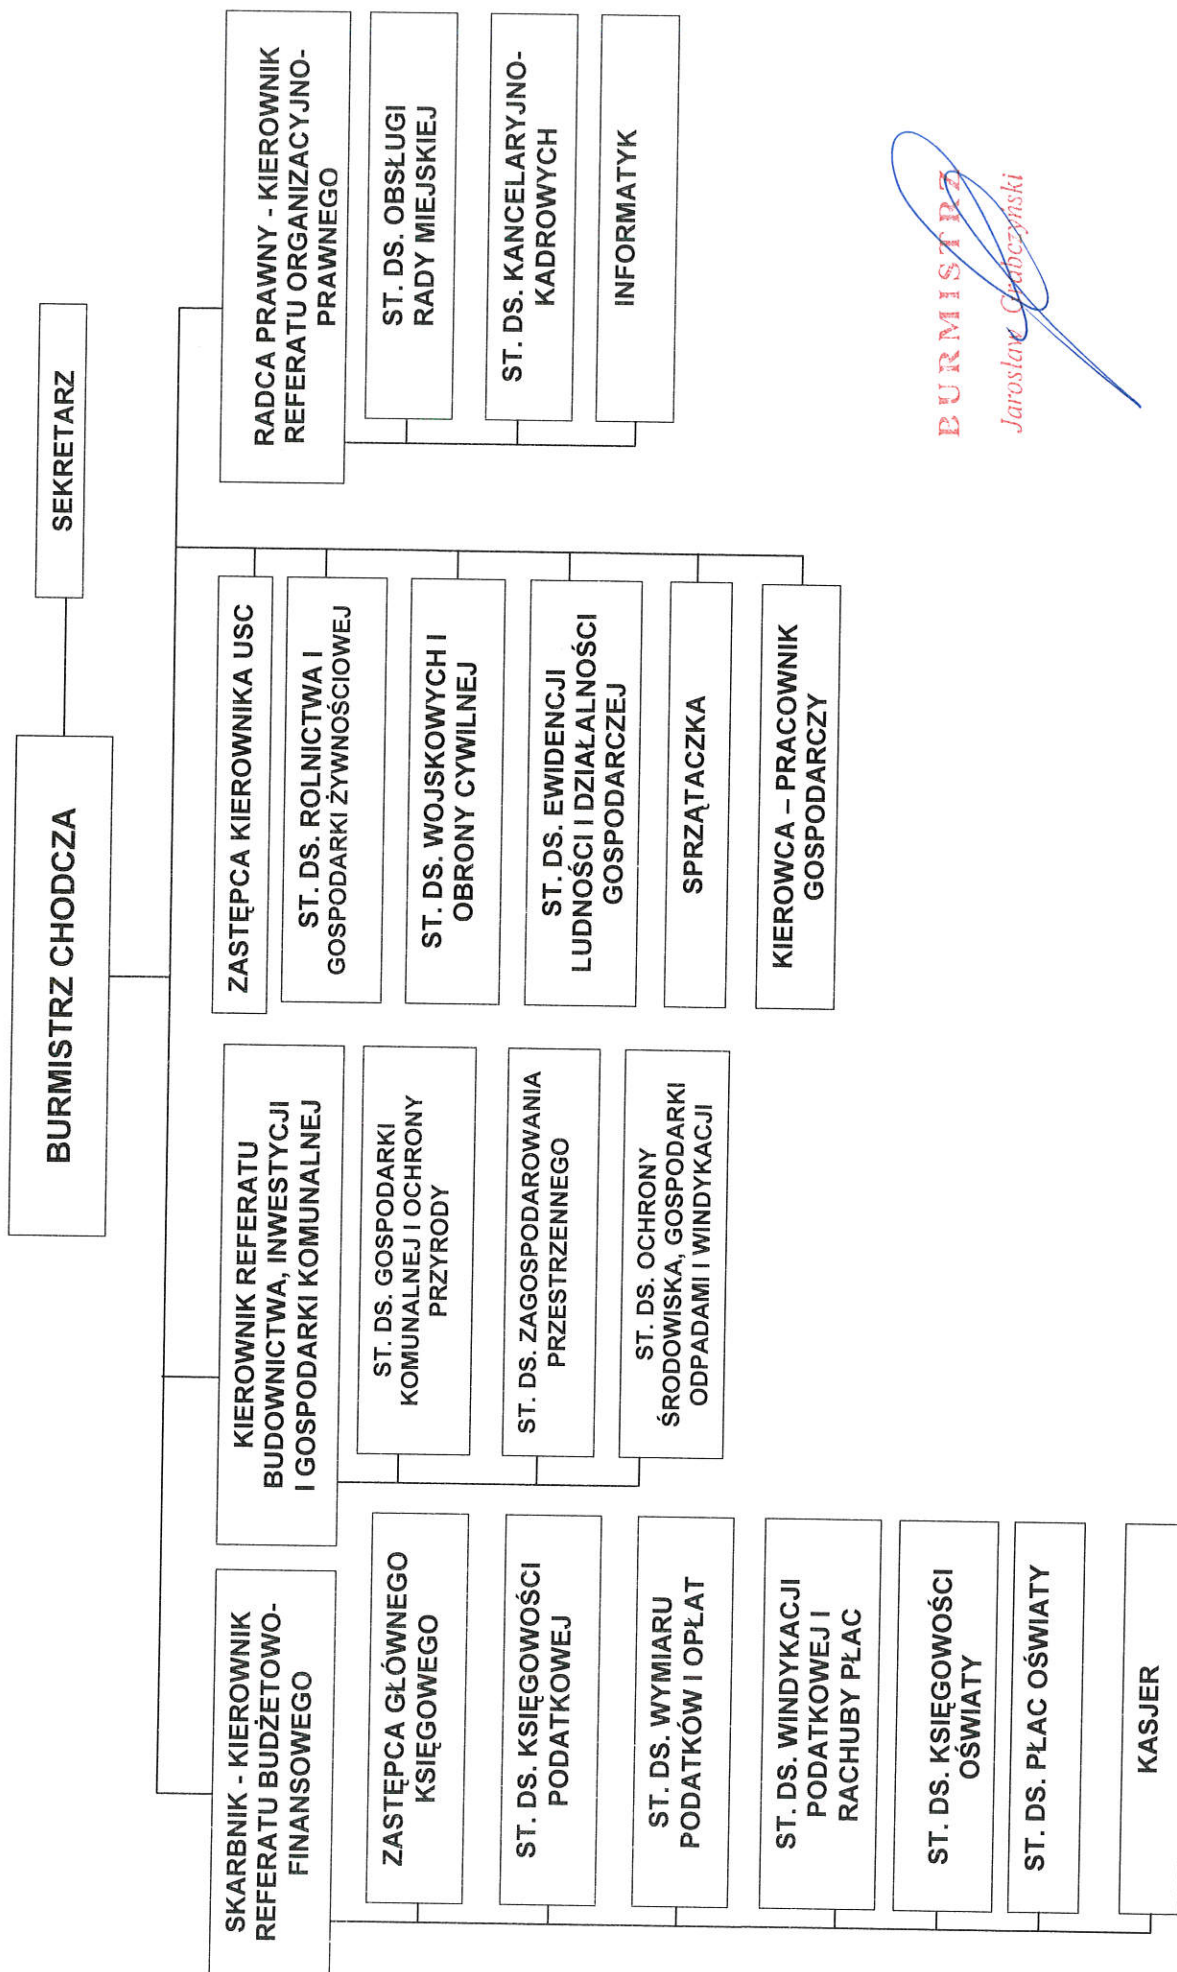 BURMISTRZ CHODCZA
SEKRETARZ
SKARBNIK - KIEROWNIK
REFERATU BUDŻETOWO-
FINANSOWEGO
ZASTĘPCA GŁÓWNEGO
KSIĘGOWEGO
ST. DS. KSIĘGOWOŚCI
PODATKOWEJ
ST. DS. WYMIARU
PODATKÓW I OPŁAT
ST. DS. WINDYKACJI
PODATKOWEJ I
RACHUBY PŁAC
ST. DS. KSIĘGOWOŚCI
OŚWIATY
ST. DS. PŁAC OŚWIATY
KASJER
KIEROWNIK REFERATU
BUDOWNICTWA, INWESTYCJI
I GOSPODARKI KOMUNALNEJ
ST. DS. GOSPODARKI
KOMUNALNEJ I OCHRONY
PRZYRODY
ST. DS. ZAGOSPODAROWANIA
PRZESTRZENNEGO
ST. DS. OCHRONY
ŚRODOWISKA, GOSPODARKI
ODPADAMI I WINDYKACJI
ZASTĘPCA KIEROWNIKA USC
ST. DS. ROLNICTWA I
GOSPODARKI ŻYWNOŚCIOWEJ
ST. DS. WOJSKOWYCH I
OBRONY CYWILNEJ
ST. DS. EWIDENCJI
LUDNOŚCI I DZIAŁALNOŚCI
GOSPODARCZEJ
SPRZĄTACZKA
KIEROWCA – PRACOWNIK
GOSPODARCZY
RADCA PRAWNY - KIEROWNIK
REFERATU ORGANIZACYJNO-
PRAWNEGO
ST. DS. OBSŁUGI
RADY MIEJSKIEJ
ST. DS. KANCELARYJNO-
KADROWYCH
INFORMATYK
BURMISTRZ
Jarosław Grabczyński